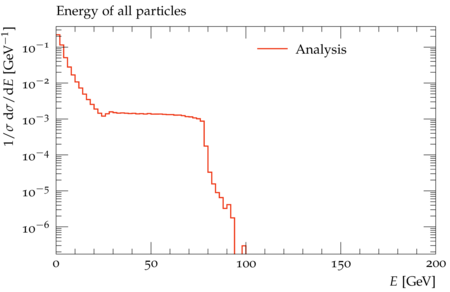 Energy of all particles
Analysis
1/σ dσ/dE [GeV⁻¹]
10⁻¹
10⁻²
10⁻³
10⁻⁴
10⁻⁵
10⁻⁶
0 50 100 150 200
E [GeV]